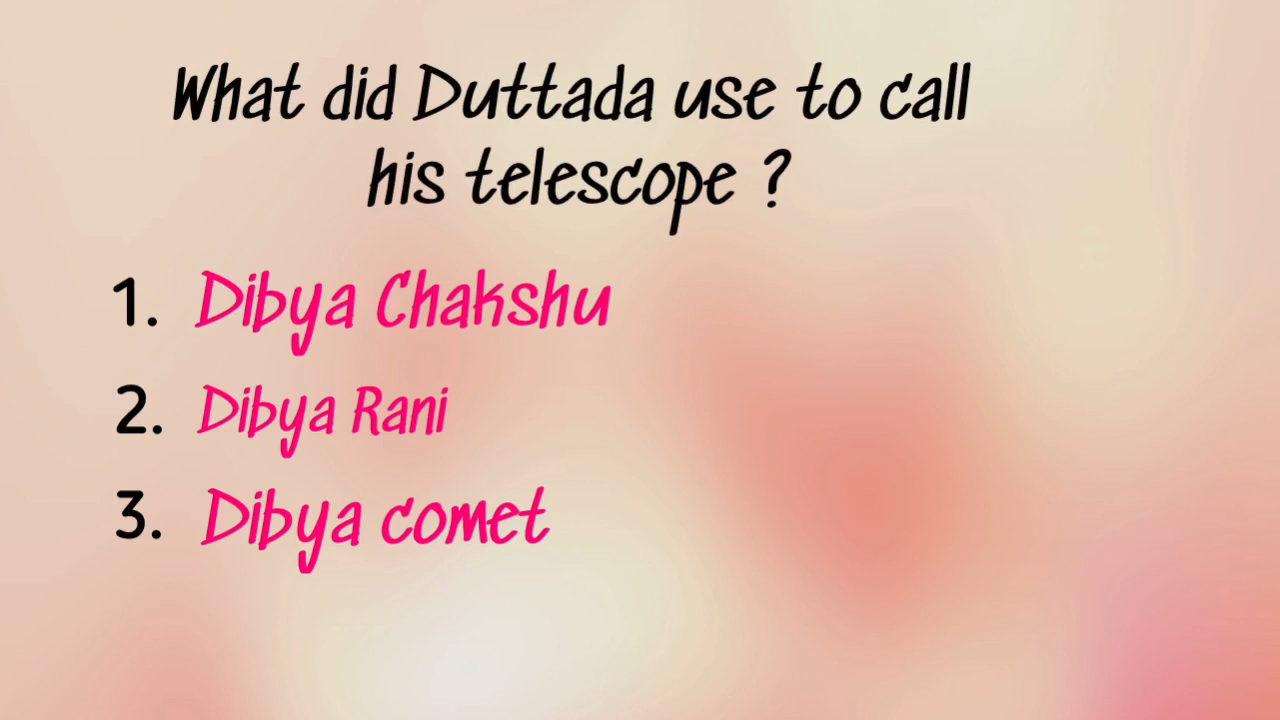 What did Duttada use to call
his telescope ?
1. Dibya Chakshu
2. Dibya Rani
3. Dibya comet